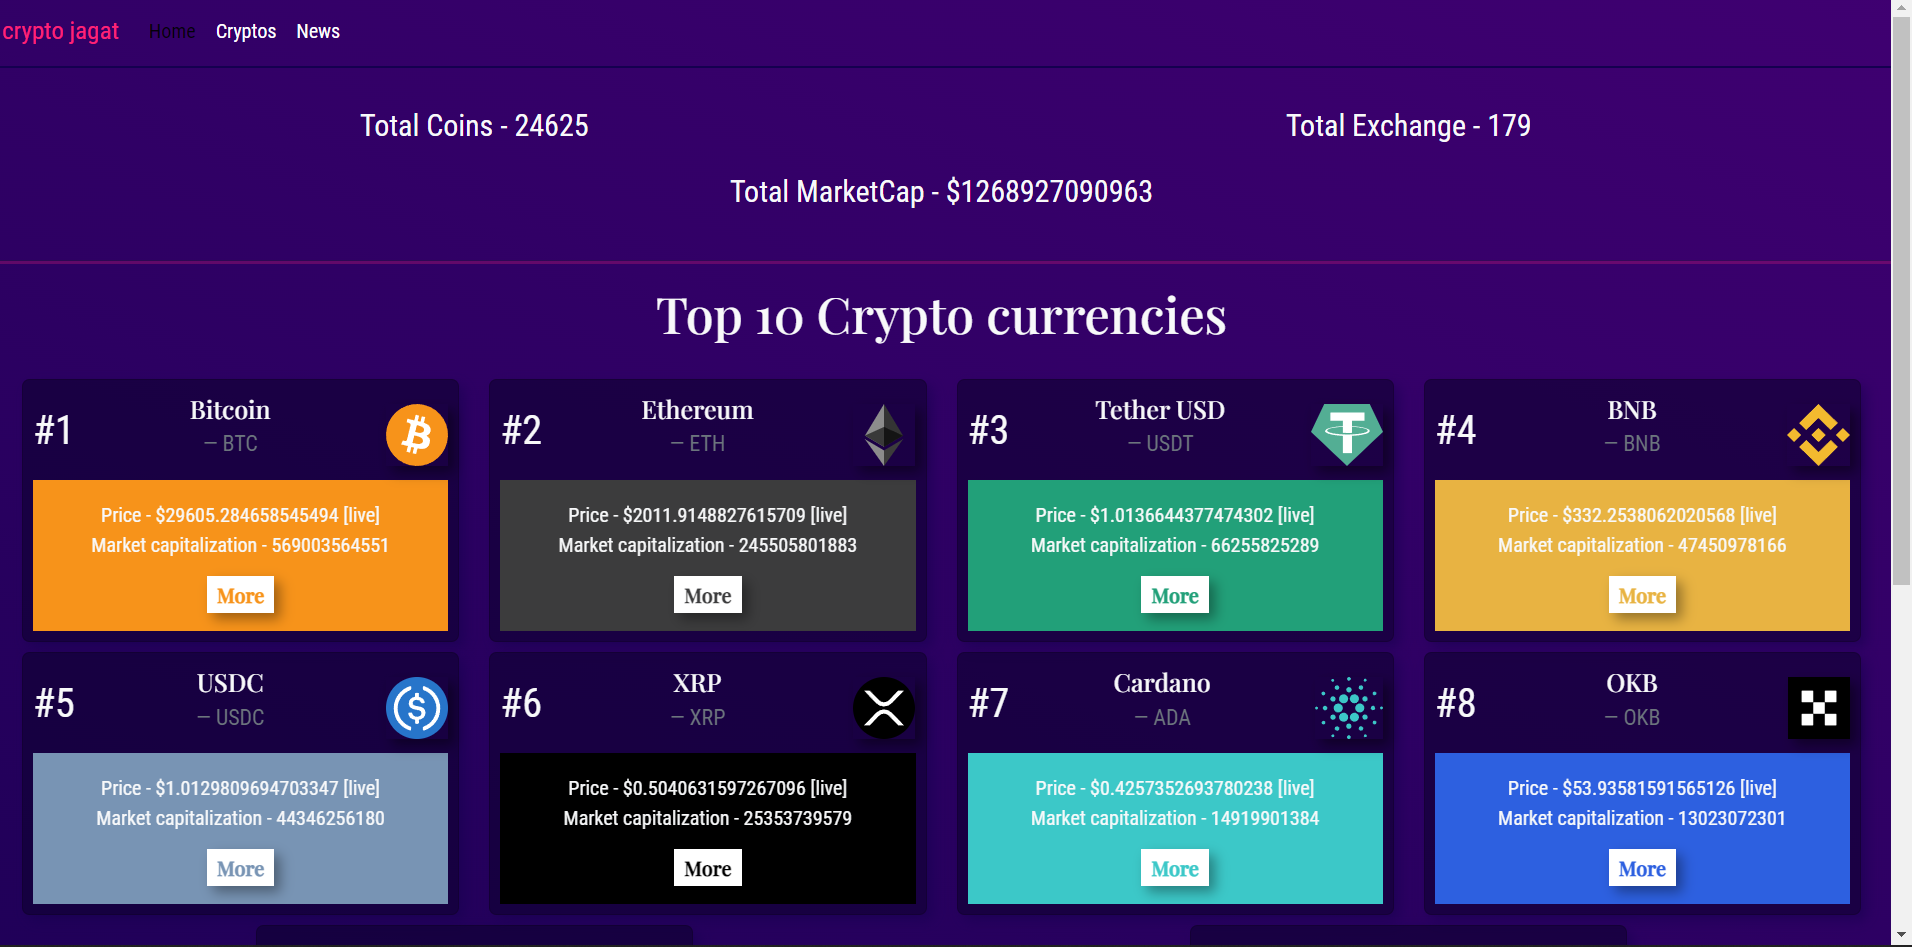 crypto jagat Home Cryptos News
Total Coins - 24625
Total Exchange - 179
Total MarketCap - $1268927090963
Top 10 Crypto currencies
#1
Bitcoin
— BTC
Price - $29605.284658545494 [live]
Market capitalization - 569003564551
More
#2
Ethereum
— ETH
Price - $2011.9148827615709 [live]
Market capitalization - 245505801883
More
#3
Tether USD
— USDT
Price - $1.0136644377474302 [live]
Market capitalization - 66255825289
More
#4
BNB
— BNB
Price - $332.2538062020568 [live]
Market capitalization - 47450978166
More
#5
USDC
— USDC
Price - $1.0129809694703347 [live]
Market capitalization - 44346256180
More
#6
XRP
— XRP
Price - $0.5040631597267096 [live]
Market capitalization - 25353739579
More
#7
Cardano
— ADA
Price - $0.4257352693780238 [live]
Market capitalization - 14919901384
More
#8
OKB
— OKB
Price - $53.93581591565126 [live]
Market capitalization - 13023072301
More